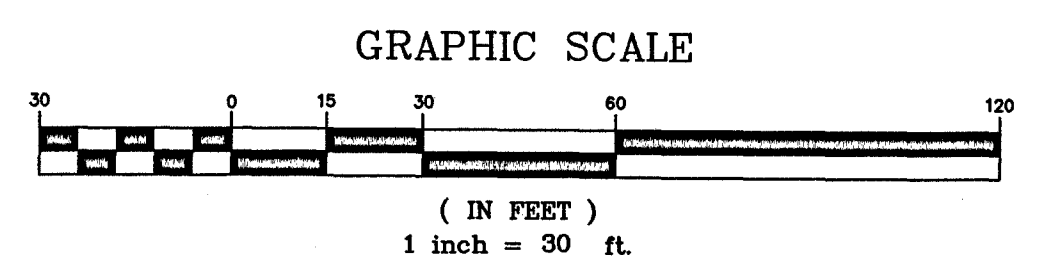 GRAPHIC SCALE
30 0 15 30 60 120
( IN FEET )
1 inch = 30 ft.